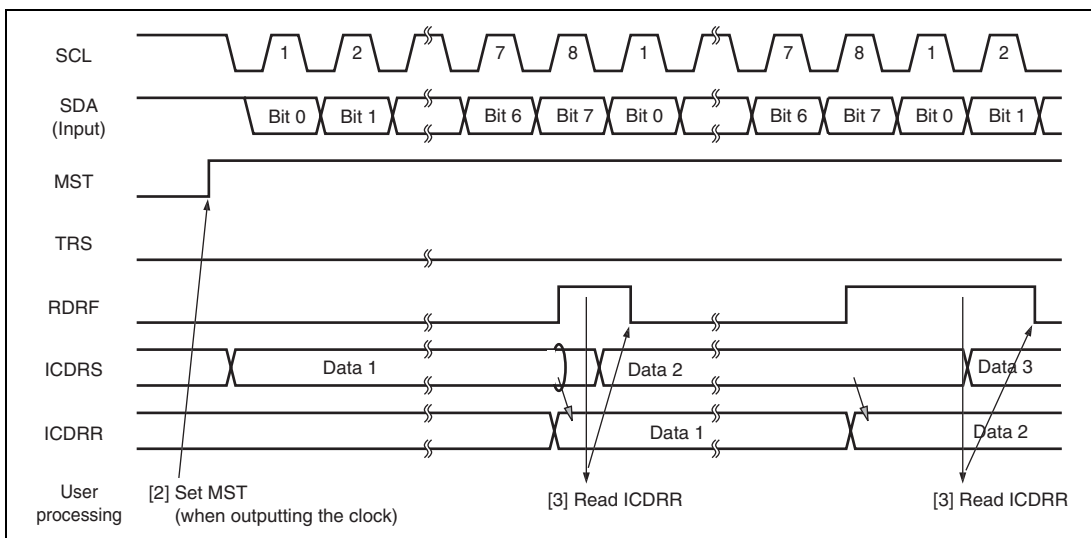 SCL 1 2 7 8 1 7 8 1 2
SDA
(Input)
Bit 0 Bit 1 Bit 6 Bit 7 Bit 0 Bit 6 Bit 7 Bit 0 Bit 1
MST
TRS
RDRF
ICDRS Data 1 Data 2 Data 3
ICDRR Data 1 Data 2
User
processing
[2] Set MST
(when outputting the clock)
[3] Read ICDRR
[3] Read ICDRR